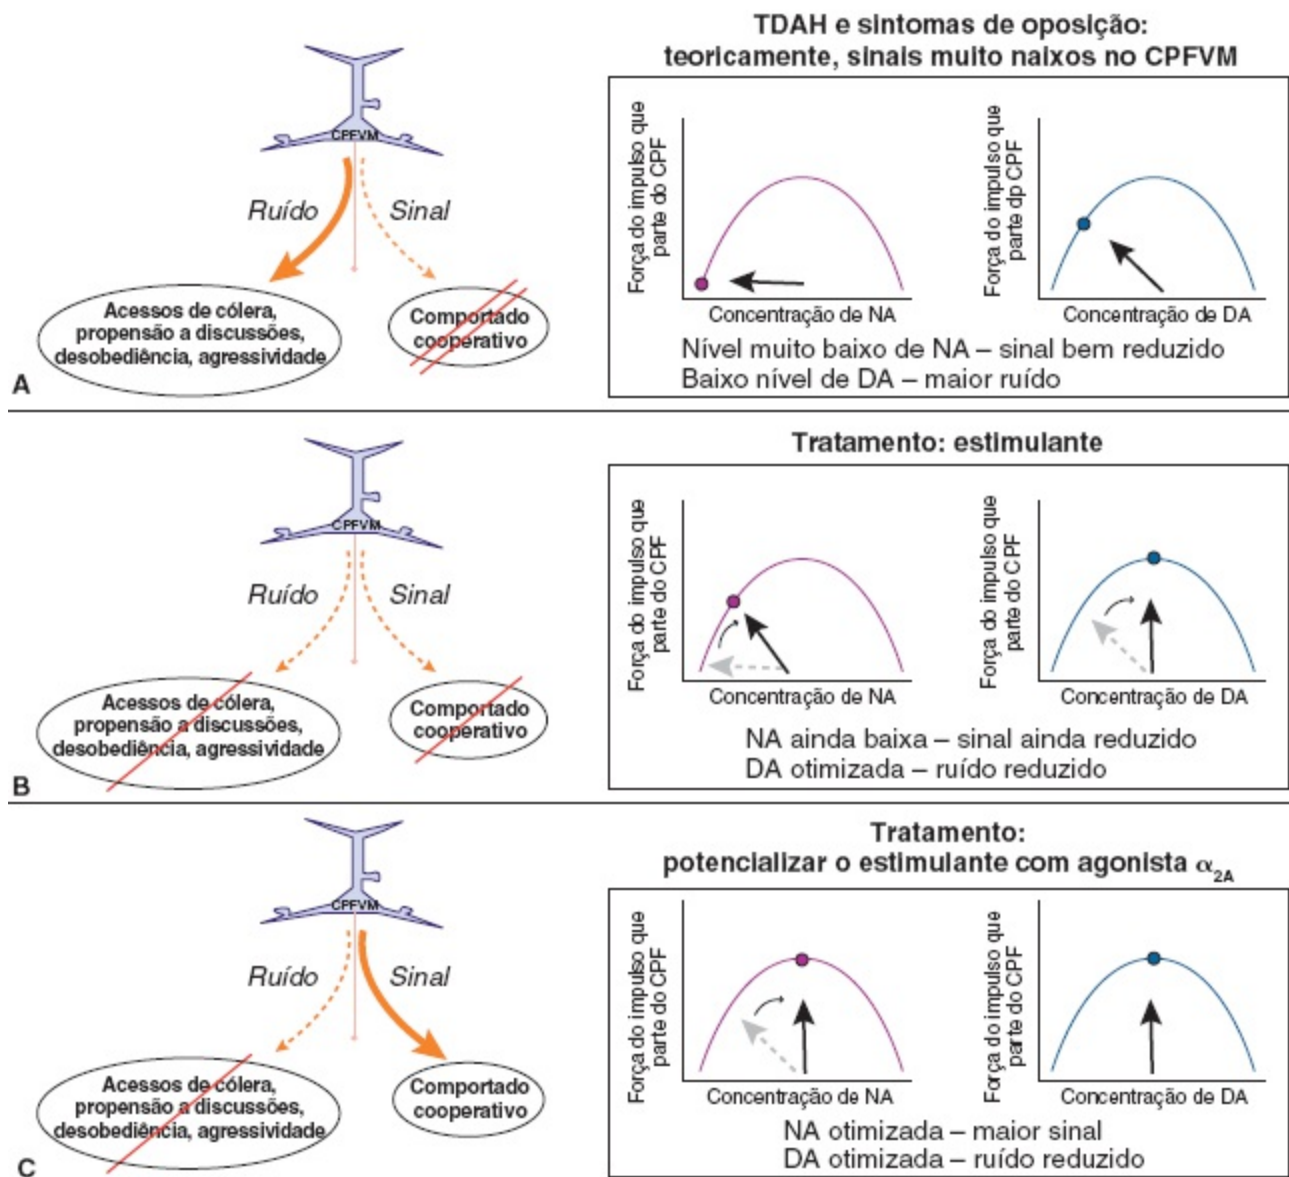 TDAH e sintomas de oposição:
teoricamente, sinais muito naixos no CPFVM
CPFVM
Ruído
Sinal
Acessos de cólera,
propensão a discussões,
desobediência, agressividade
Comportado
cooperativo
A
Força do impulso que
parte do CPF
Concentração de NA
Força do impulso que
parte dp CPF
Concentração de DA
Nível muito baixo de NA – sinal bem reduzido
Baixo nível de DA – maior ruído
Tratamento: estimulante
CPFVM
Ruído
Sinal
Acessos de cólera,
propensão a discussões,
desobediência, agressividade
Comportado
cooperativo
B
Força do impulso que
parte do CPF
Concentração de NA
Força do impulso que
parte do CPF
Concentração de DA
NA ainda baixa – sinal ainda reduzido
DA otimizada – ruído reduzido
Tratamento:
potencializar o estimulante com agonista α2A
CPFVM
Ruído
Sinal
Acessos de cólera,
propensão a discussões,
desobediência, agressividade
Comportado
cooperativo
C
Força do impulso que
parte do CPF
Concentração de NA
Força do impulso que
parte do CPF
Concentração de DA
NA otimizada – maior sinal
DA otimizada – ruído reduzido